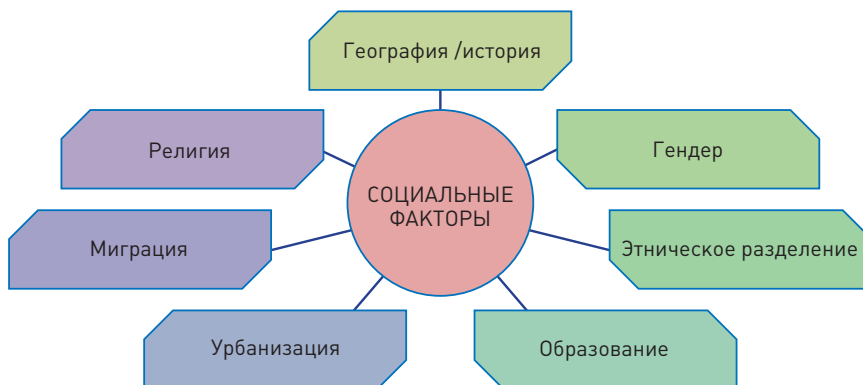 География /история
Религия
Гендер
СОЦИАЛЬНЫЕ
ФАКТОРЫ
Миграция
Этническое разделение
Урбанизация
Образование